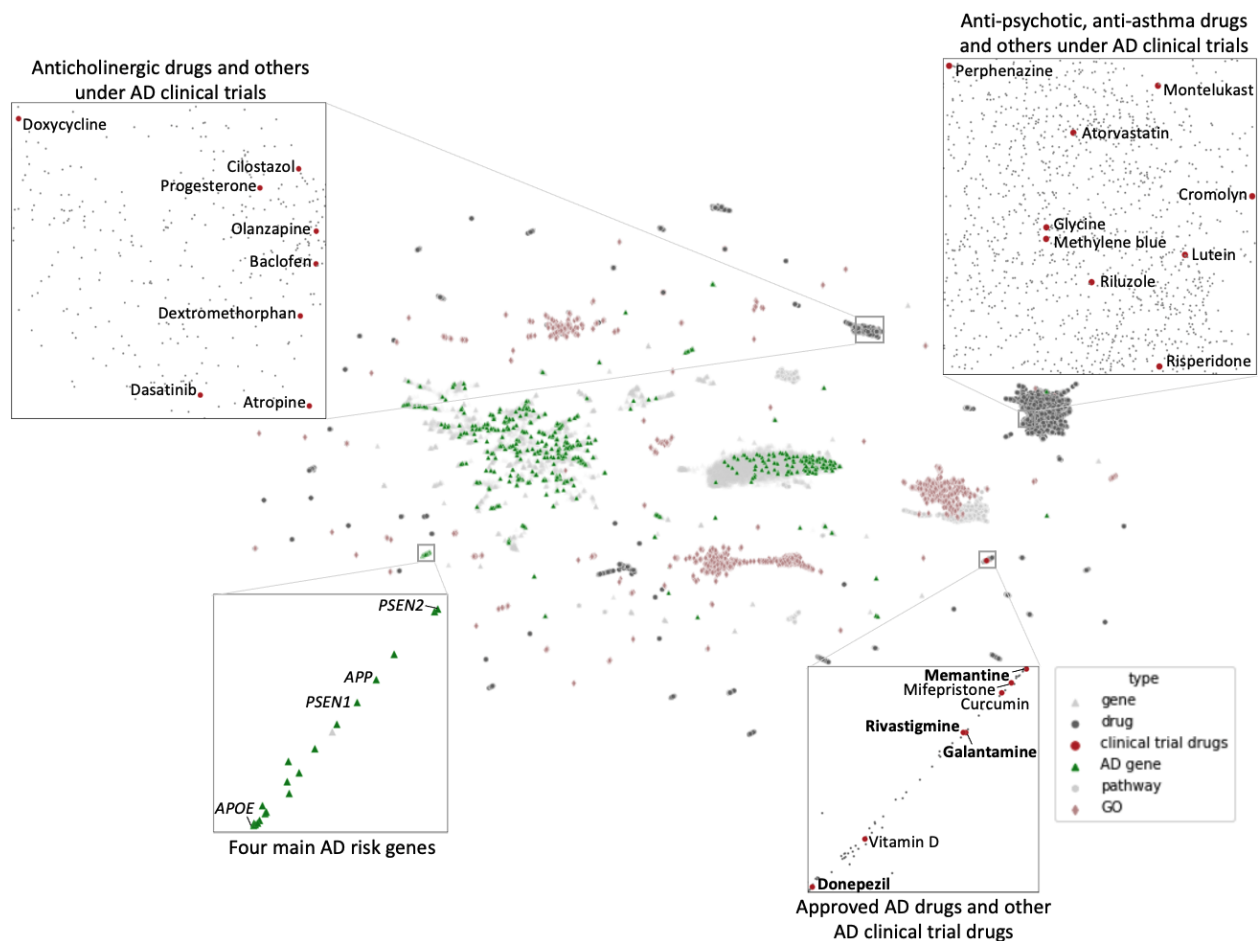 Anti-psychotic, anti-asthma drugs
and others under AD clinical trials
Perphenazine
Montelukast
Atorvastatin
Cromolyn
Glycine
Methylene blue
Lutein
Riluzole
Risperidone
Anticholinergic drugs and others
under AD clinical trials
Doxycycline
Cilostazol
Progesterone
Olanzapine
Baclofen
Dextromethorphan
Dasatinib
Atropine
PSEN2
APP
PSEN1
APOE
Four main AD risk genes
Memantine
Mifepristone
Curcumin
Rivastigmine
Galantamine
Vitamin D
Donepezil
Approved AD drugs and other
AD clinical trial drugs
type
gene
drug
clinical trial drugs
AD gene
pathway
GO